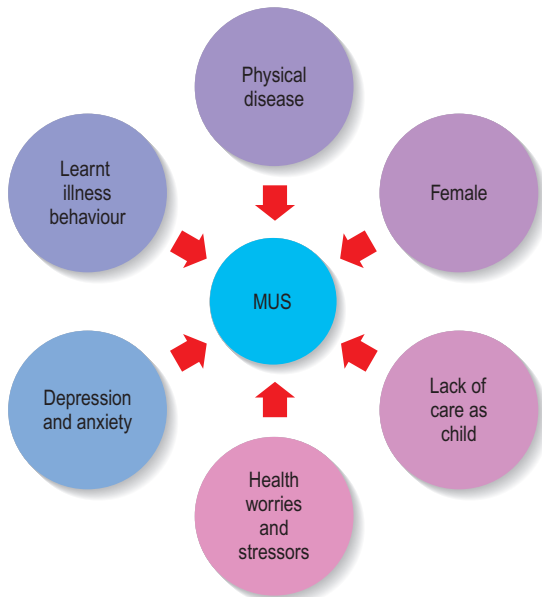 Physical
disease
Learnt
illness
behaviour
Female
MUS
Depression
and anxiety
Lack of
care as
child
Health
worries
and
stressors